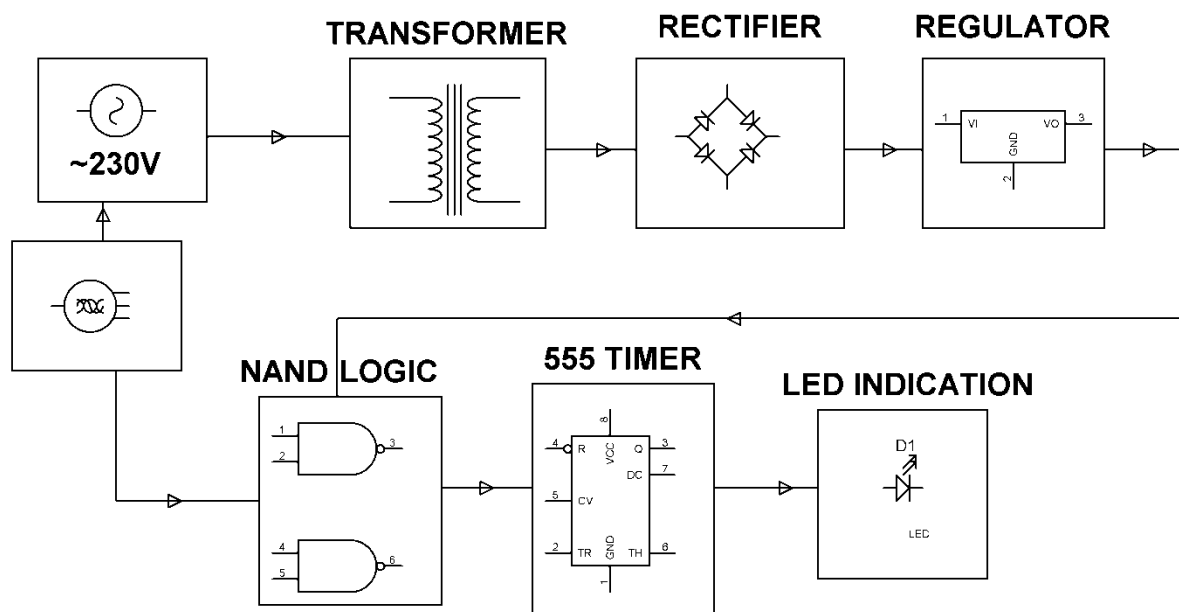 TRANSFORMER
RECTIFIER
REGULATOR
~230V
1 VI VO 3
GND
2
NAND LOGIC
555 TIMER
LED INDICATION
1
2
3
4
5
6
8
4 R VCC Q 3
DC 7
5 CV
2 TR GND TH 6
1
D1
LED